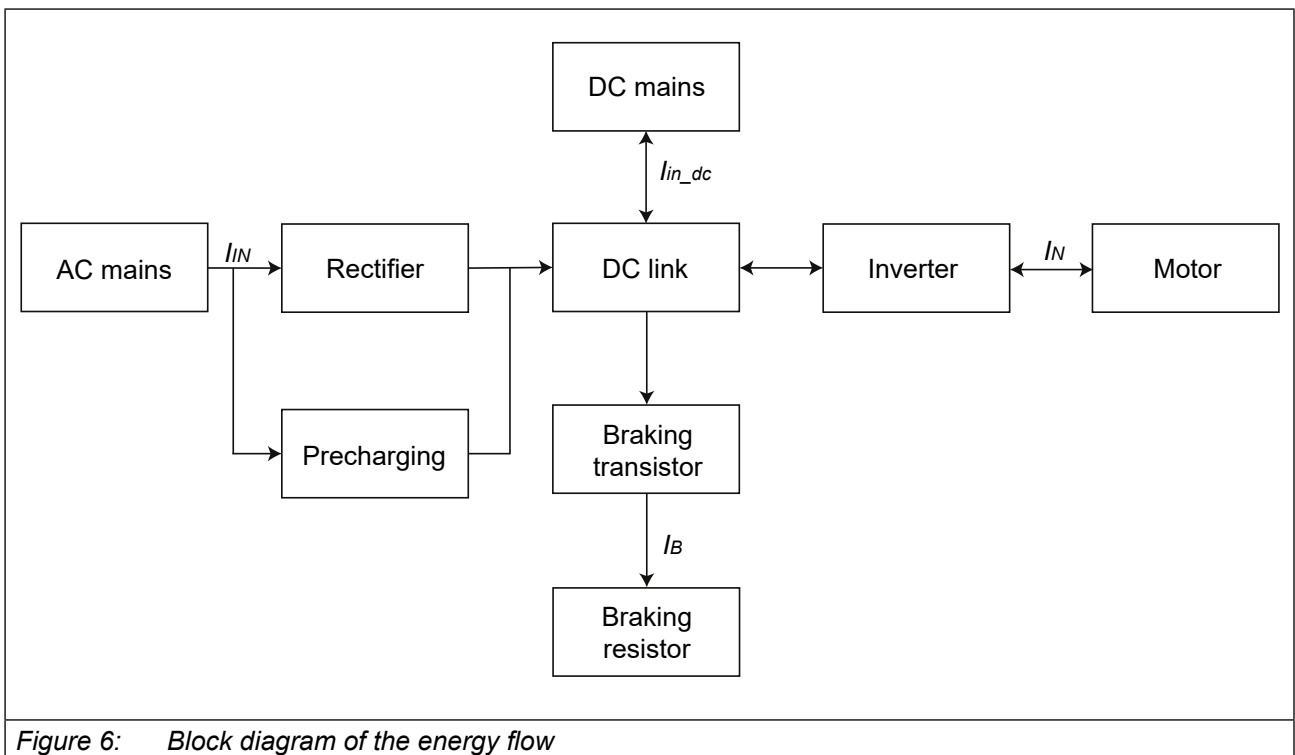 DC mains
Iin_dc
AC mains
IIN
Rectifier
DC link
Inverter
IN
Motor
Precharging
Braking
transistor
IB
Braking
resistor
Figure 6: Block diagram of the energy flow